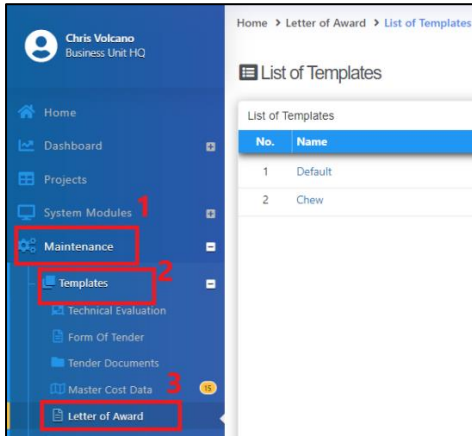 Chris Volcano
Business Unit HQ
Home
Dashboard
Projects
System Modules 1
Maintenance
Templates 2
Technical Evaluation
Form Of Tender
Tender Documents
Master Cost Data 3 15
Letter of Award
Home > Letter of Award > List of Templates
List of Templates
List of Templates
No. Name
1 Default
2 Chew